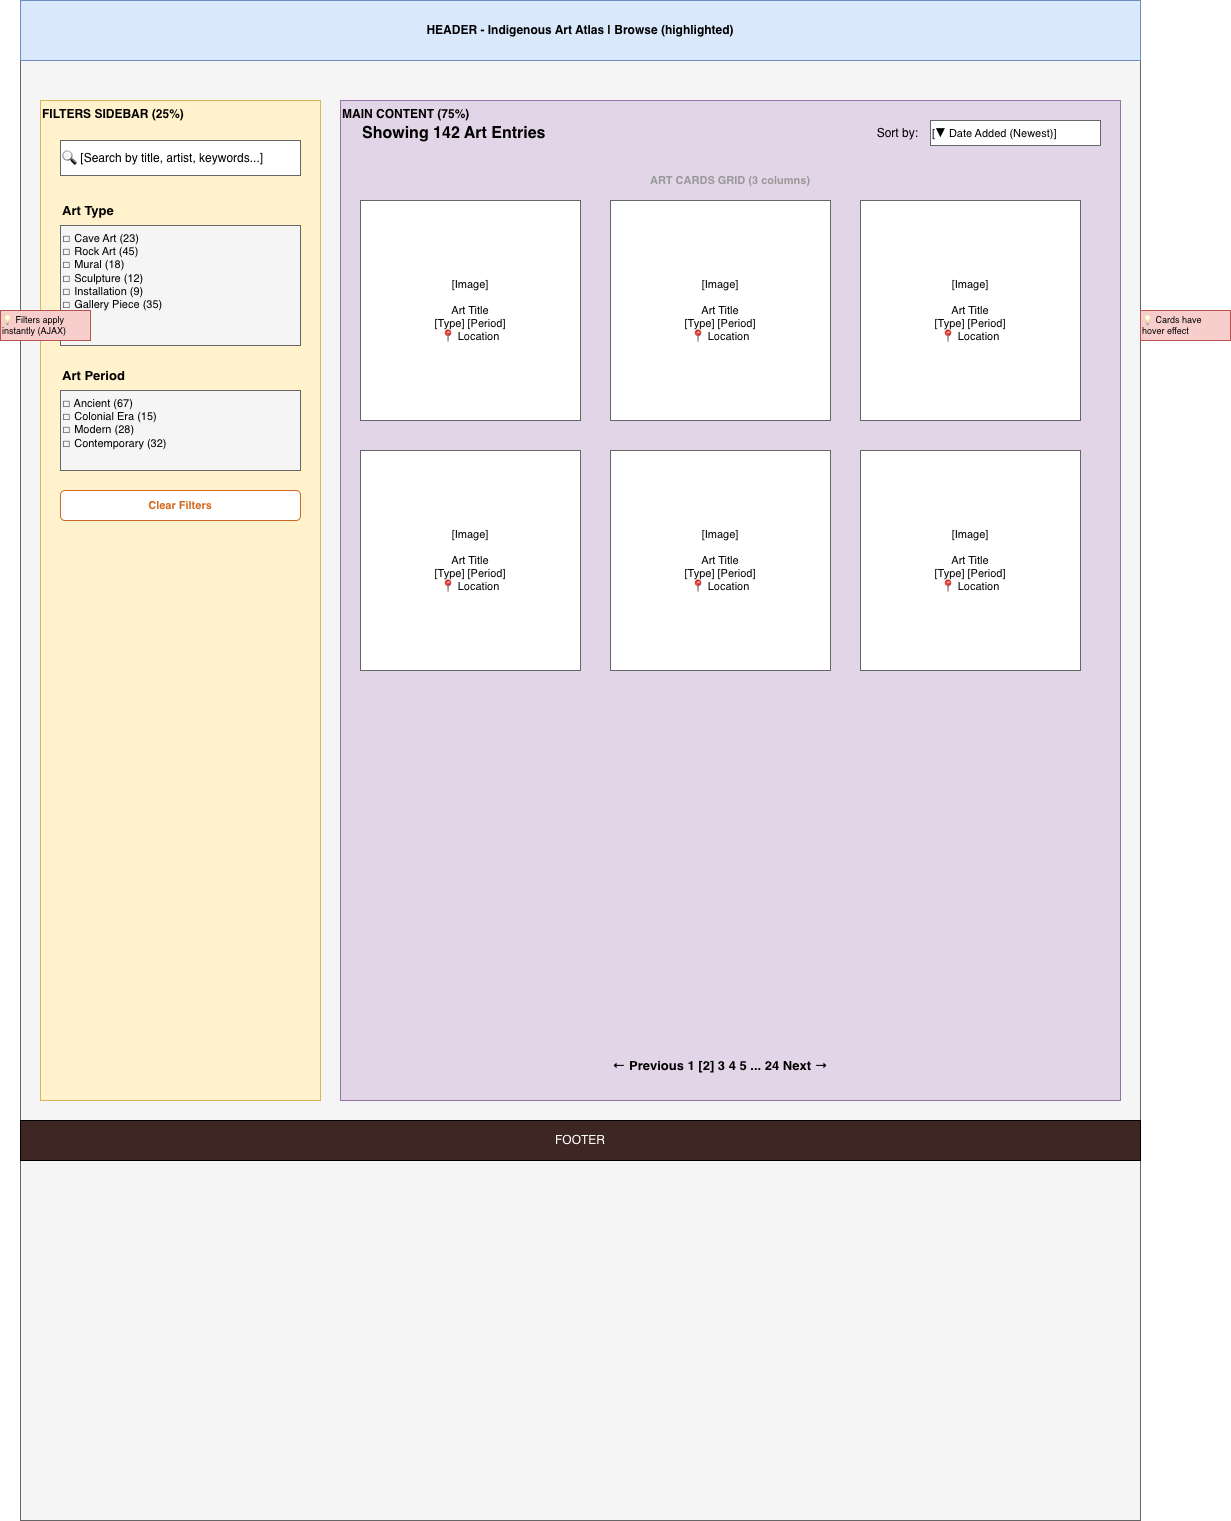 HEADER - Indigenous Art Atlas | Browse (highlighted)
FILTERS SIDEBAR (25%)
🔍 [Search by title, artist, keywords...]
Art Type
☐ Cave Art (23)
☐ Rock Art (45)
☐ Mural (18)
☐ Sculpture (12)
☐ Installation (9)
☐ Gallery Piece (35)
💡 Filters apply
instantly (AJAX)
Art Period
☐ Ancient (67)
☐ Colonial Era (15)
☐ Modern (28)
☐ Contemporary (32)
Clear Filters
MAIN CONTENT (75%)
Showing 142 Art Entries
Sort by:
[▼ Date Added (Newest)]
ART CARDS GRID (3 columns)
[Image]
Art Title
[Type] [Period]
📍 Location
[Image]
Art Title
[Type] [Period]
📍 Location
[Image]
Art Title
[Type] [Period]
📍 Location
💡 Cards have
hover effect
[Image]
Art Title
[Type] [Period]
📍 Location
[Image]
Art Title
[Type] [Period]
📍 Location
[Image]
Art Title
[Type] [Period]
📍 Location
← Previous 1 [2] 3 4 5 ... 24 Next →
FOOTER